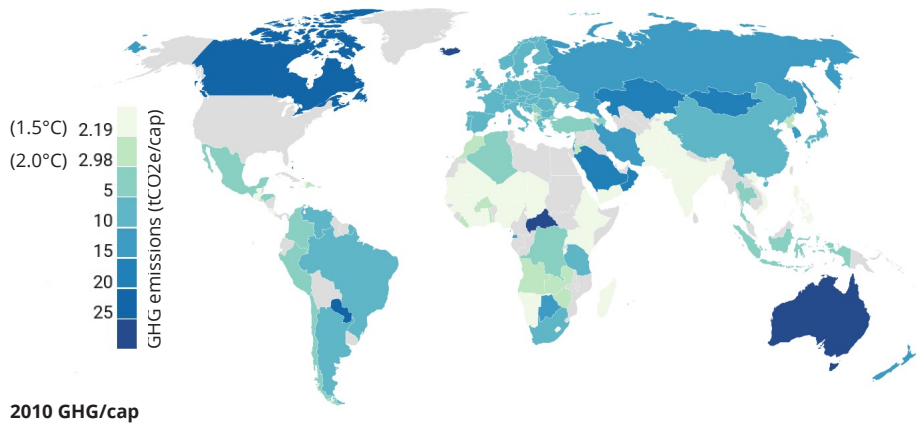 (1.5°C) 2.19
(2.0°C) 2.98
5
10
15
20
25
GHG emissions (tCO2e/cap)
2010 GHG/cap